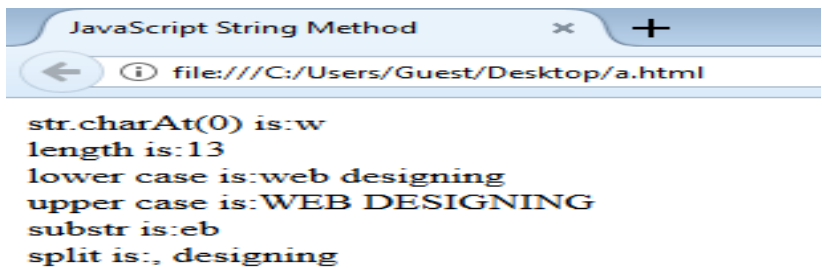 JavaScript String Method
file:///C:/Users/Guest/Desktop/a.html
str.charAt(0) is:w
length is:13
lower case is:web designing
upper case is:WEB DESIGNING
substr is:eb
split is:, designing